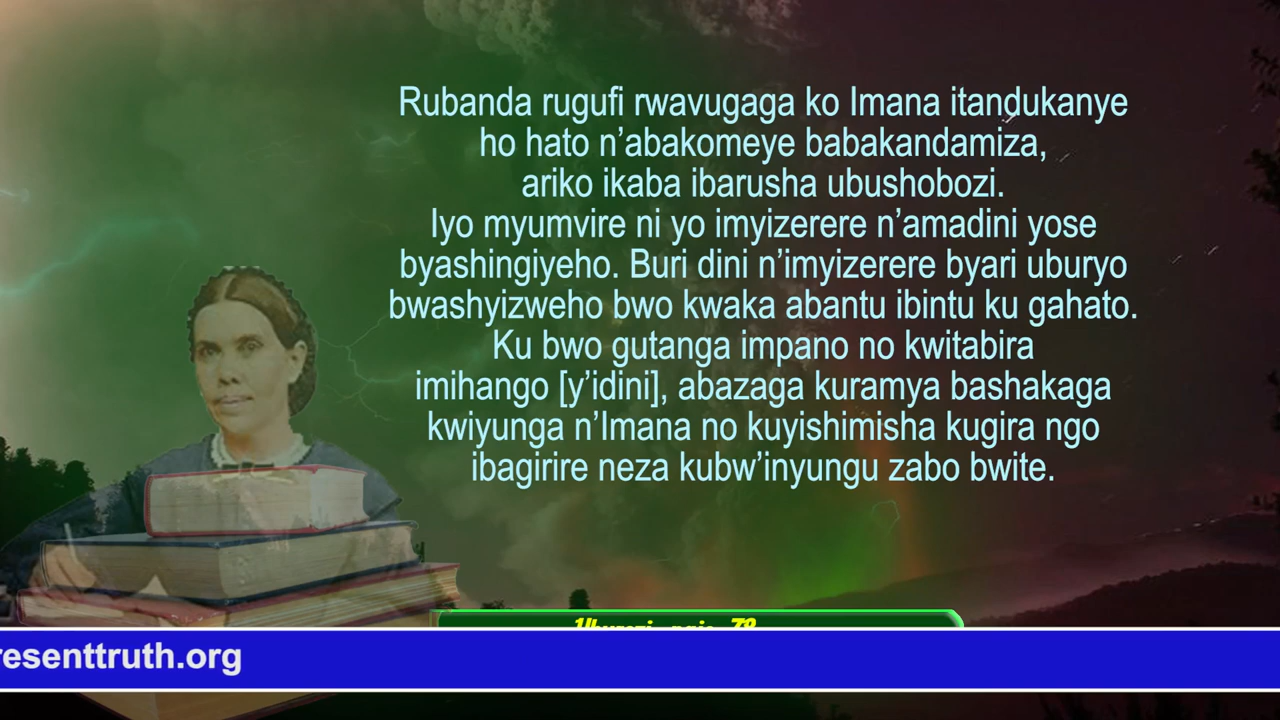 Rubanda rugufi rwavugaga ko Imana itandukanye
ho hato n'abakomeye babakandamiza,
ariko ikaba ibarusha ubushobozi.
Iyo myumvire ni yo imyizerere n'amadini yose
byashingiyeho. Buri dini n'imyizerere byari uburyo
bwashyizweho bwo kwaka abantu ibintu ku gahato.
Ku bwo gutanga impano no kwitabira
imihango [y'idini], abazaga kuramya bashakaga
kwiyunga n'Imana no kuyishimisha kugira ngo
ibagirire neza kubw'inyungu zabo bwite.
resenttruth.org